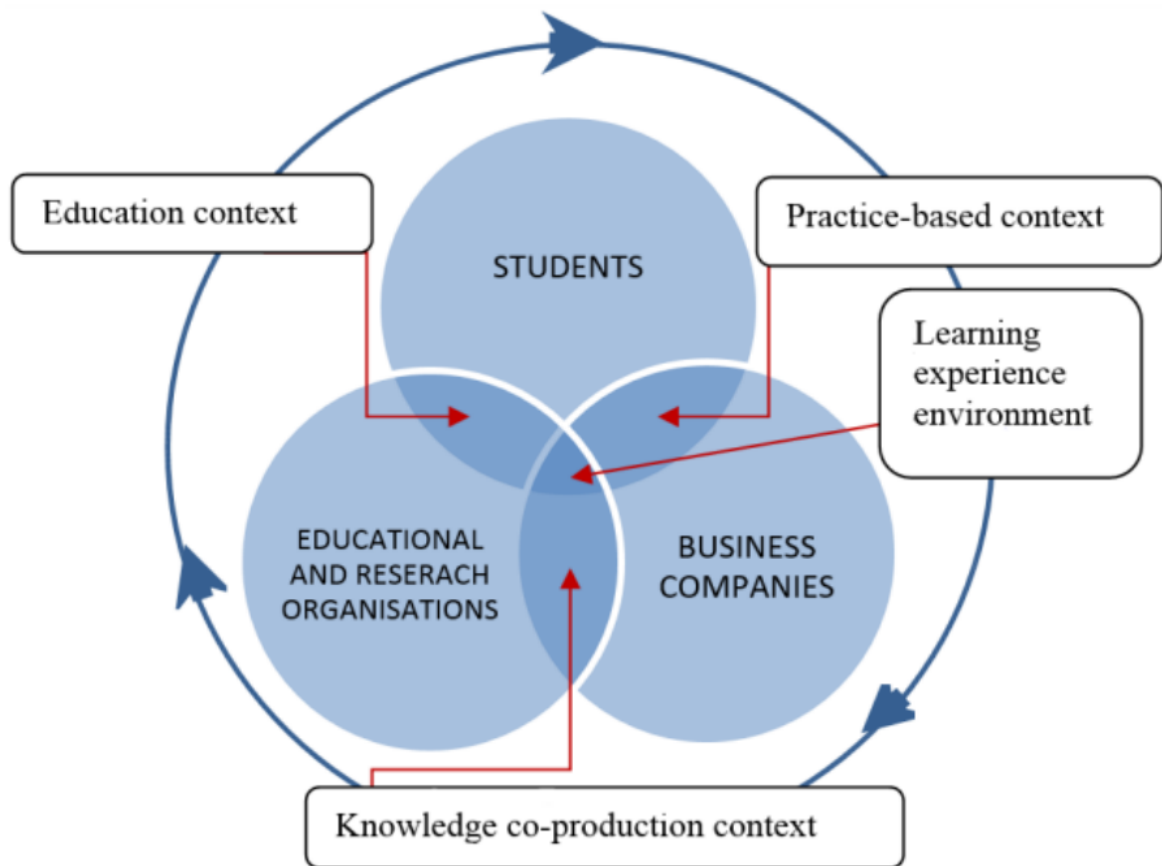 Education context
Practice-based context
STUDENTS
Learning
experience
environment
EDUCATIONAL
AND RESERACH
ORGANISATIONS
BUSINESS
COMPANIES
Knowledge co-production context